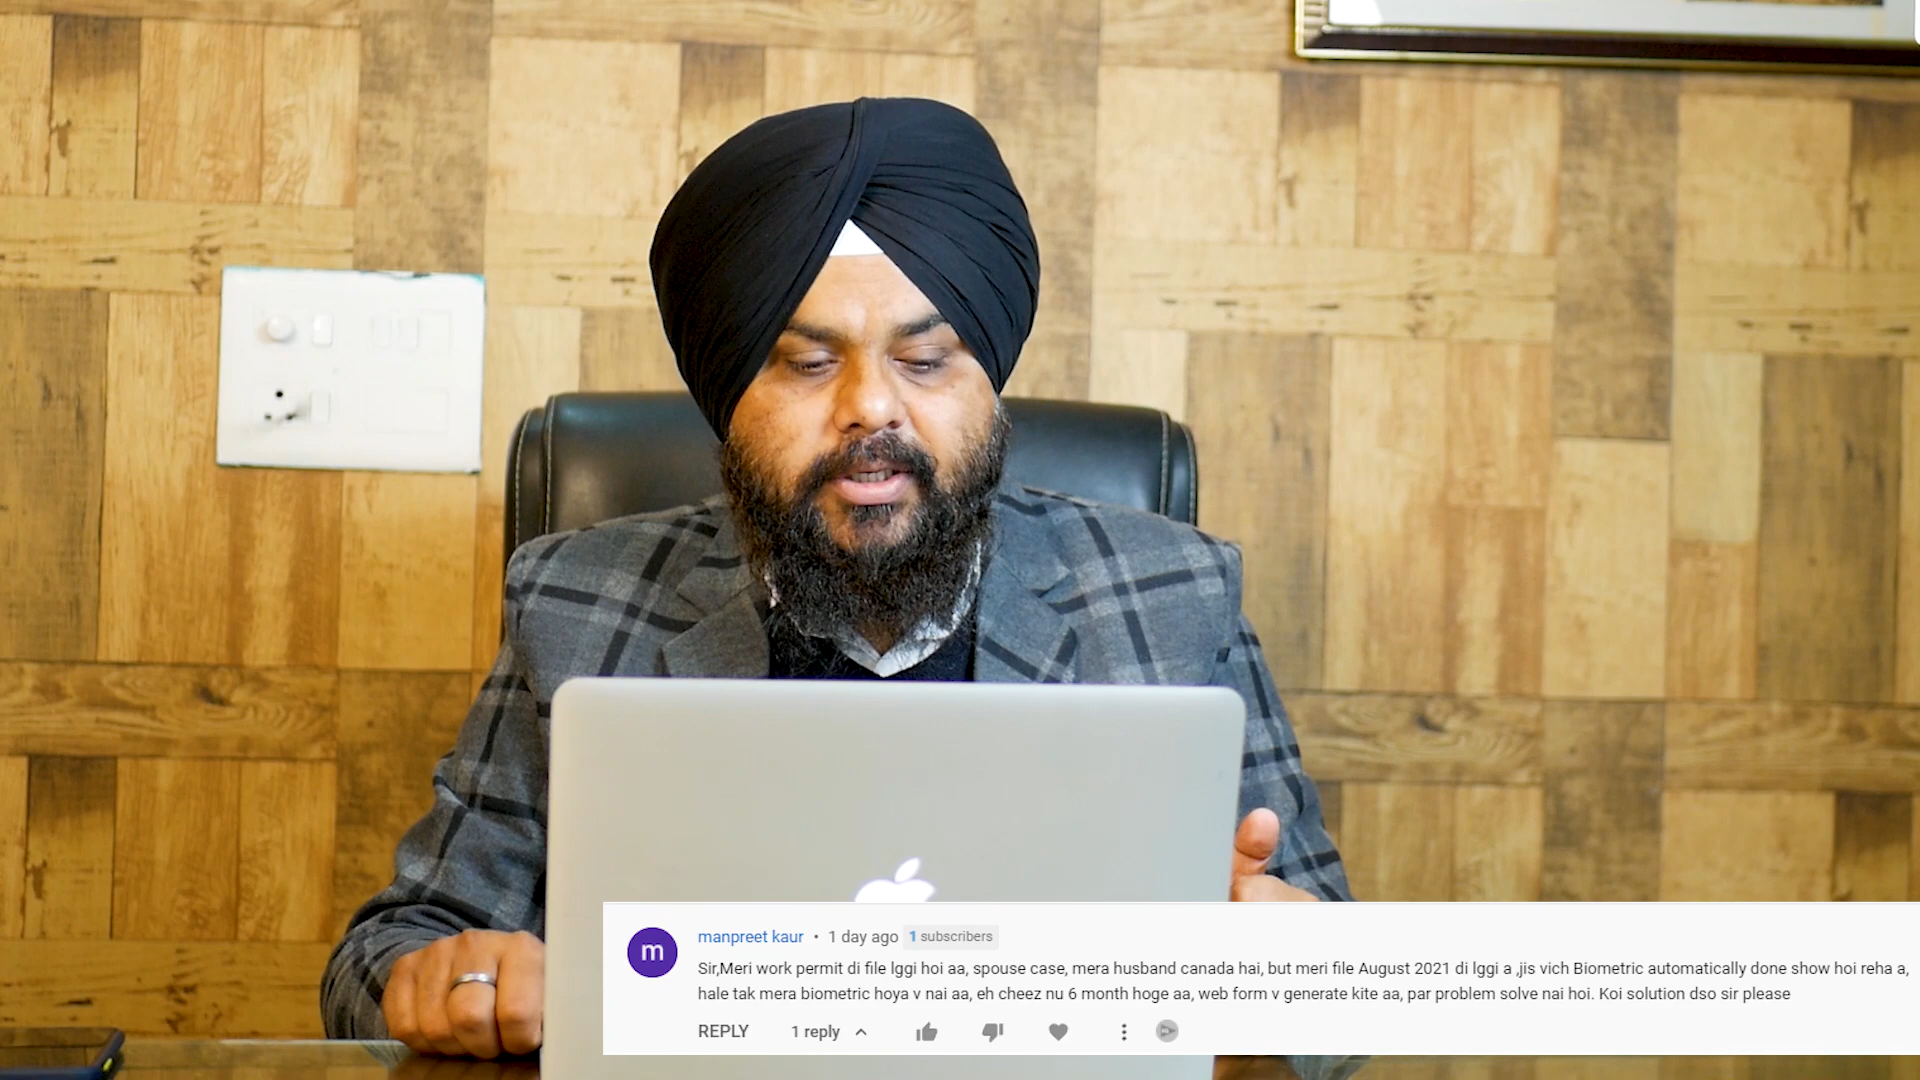 m
manpreet kaur • 1 day ago 1 subscribers
Sir,Meri work permit di file lggi hoi aa, spouse case, mera husband canada hai, but meri file August 2021 di lggi a ,jis vich Biometric automatically done show hoi reha a,
hale tak mera biometric hoya v nai aa, eh cheez nu 6 month hoge aa, web form v generate kite aa, par problem solve nai hoi. Koi solution dso sir please
REPLY 1 reply